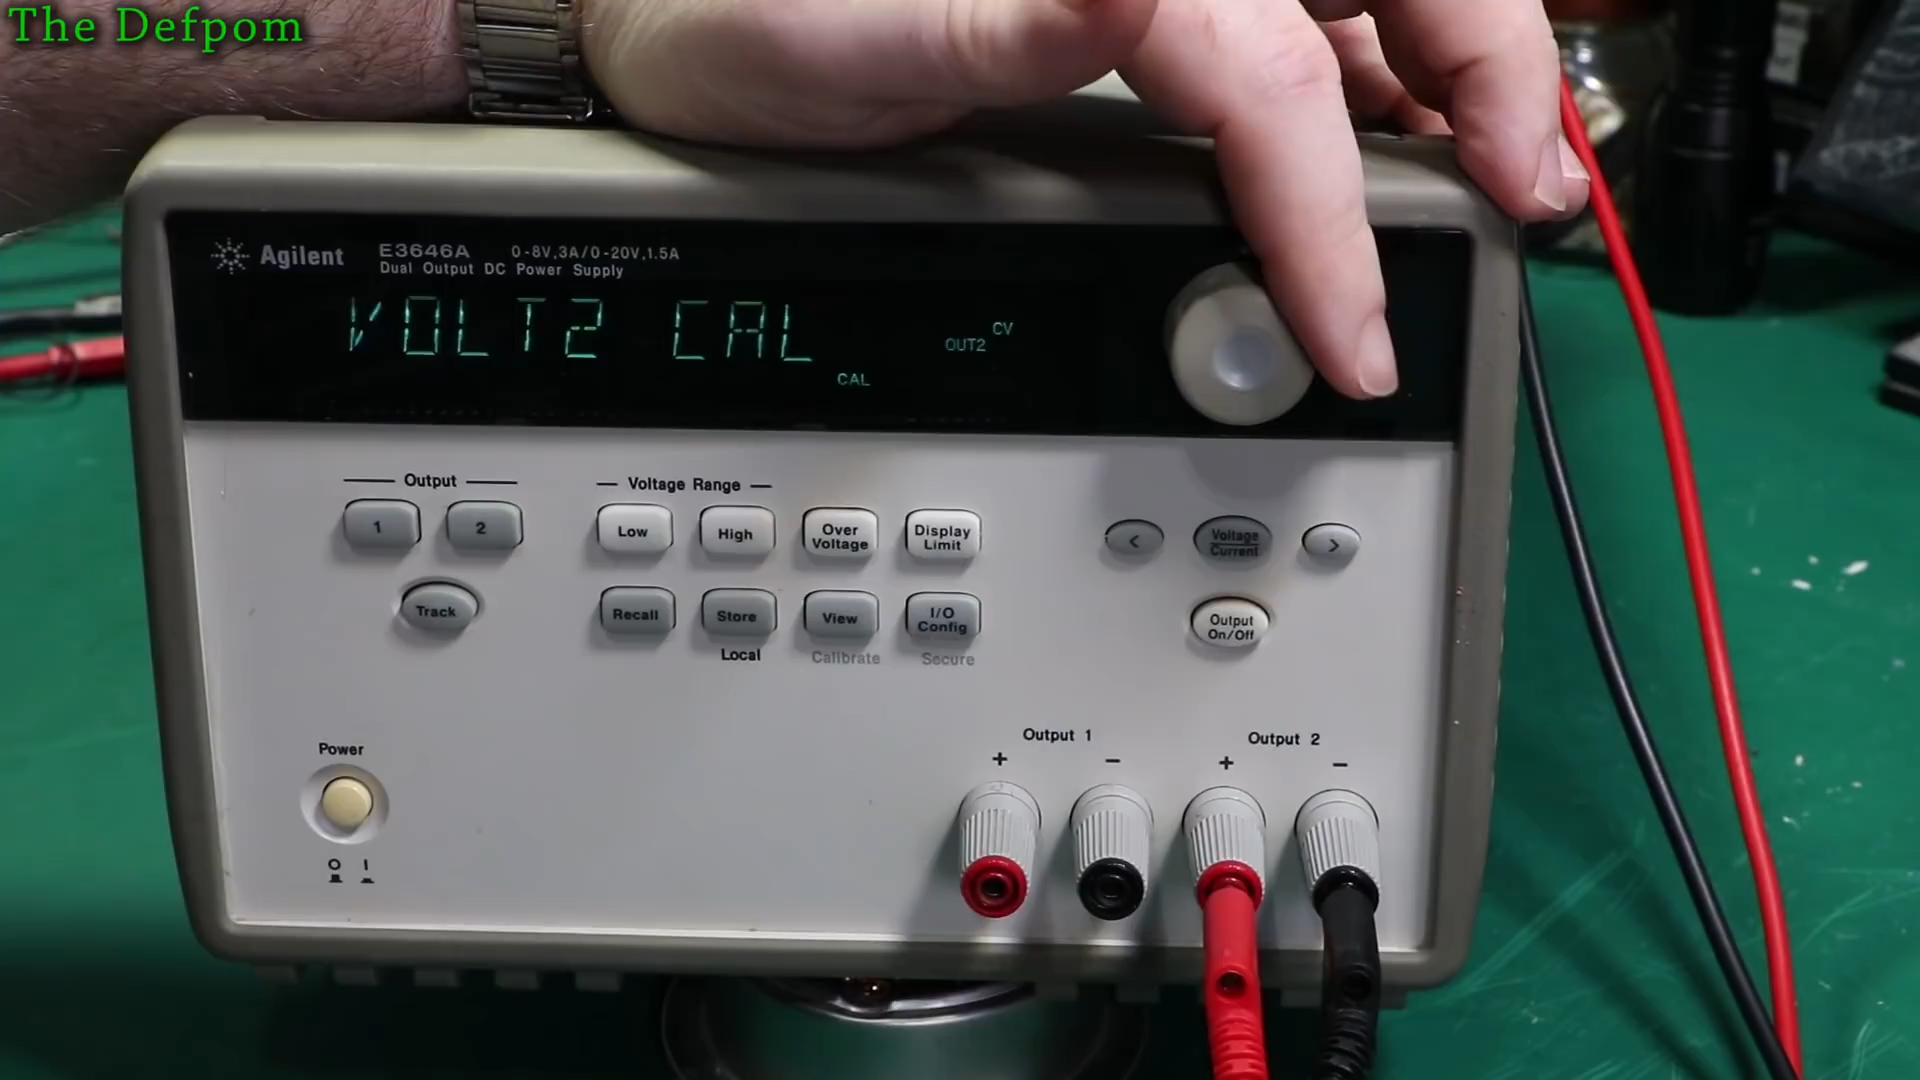 The Defpom
Agilent
E3646A 0-8V,3A/0-20V,1.5A
Dual Output DC Power Supply
VOLT2 CAL
OUT2 CV
CAL
Output
1 2
Track
Voltage Range
Low High
Over Voltage
Display Limit
Recall
Store
View
I/O Config
Local
Calibrate
Secure
< Voltage Current >
Output On/Off
Power
O I
Output 1
+ −
Output 2
+ −